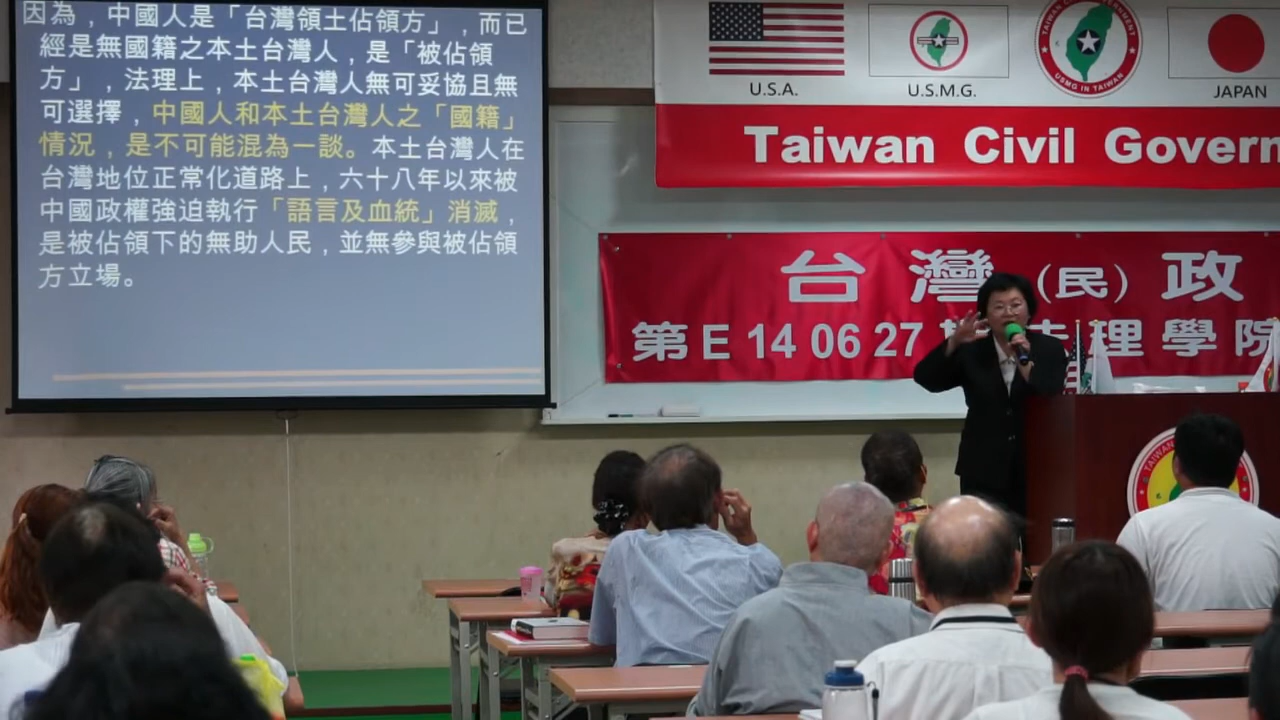 因為，中國人是「台灣領土佔領方」，而已
經是無國籍之本土台灣人，是「被佔領
方」，法理上，本土台灣人無可妥協且無
可選擇，中國人和本土台灣人之「國籍」
情況，是不可能混為一談。本土台灣人在
台灣地位正常化道路上，六十八年以來被
中國政權強迫執行「語言及血統」消滅，
是被佔領下的無助人民，並無參與被佔領
方立場。
U.S.A.
U.S.M.G.
USMG IN TAIWAN
JAPAN
Taiwan Civil Govern
台灣（民）政
第E 14 06 27
理學院
TAIWAN